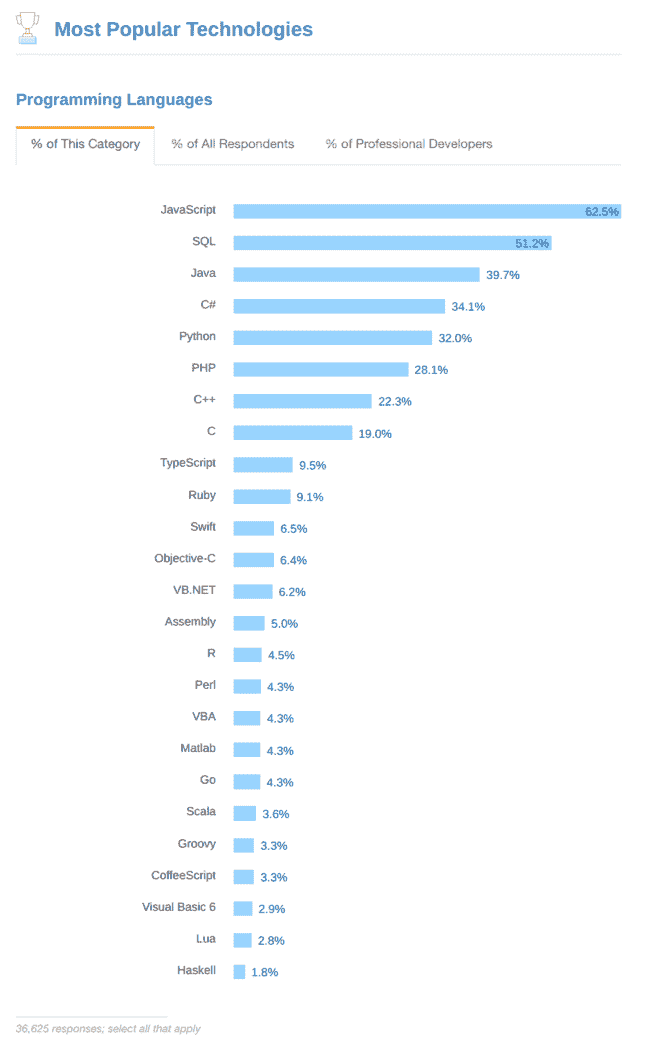 Most Popular Technologies
Programming Languages
% of This Category % of All Respondents % of Professional Developers
JavaScript 62.5%
SQL 51.2%
Java 39.7%
C# 34.1%
Python 32.0%
PHP 28.1%
C++ 22.3%
C 19.0%
TypeScript 9.5%
Ruby 9.1%
Swift 6.5%
Objective-C 6.4%
VB.NET 6.2%
Assembly 5.0%
R 4.5%
Perl 4.3%
VBA 4.3%
Matlab 4.3%
Go 4.3%
Scala 3.6%
Groovy 3.3%
CoffeeScript 3.3%
Visual Basic 6 2.9%
Lua 2.8%
Haskell 1.8%
36,625 responses; select all that apply